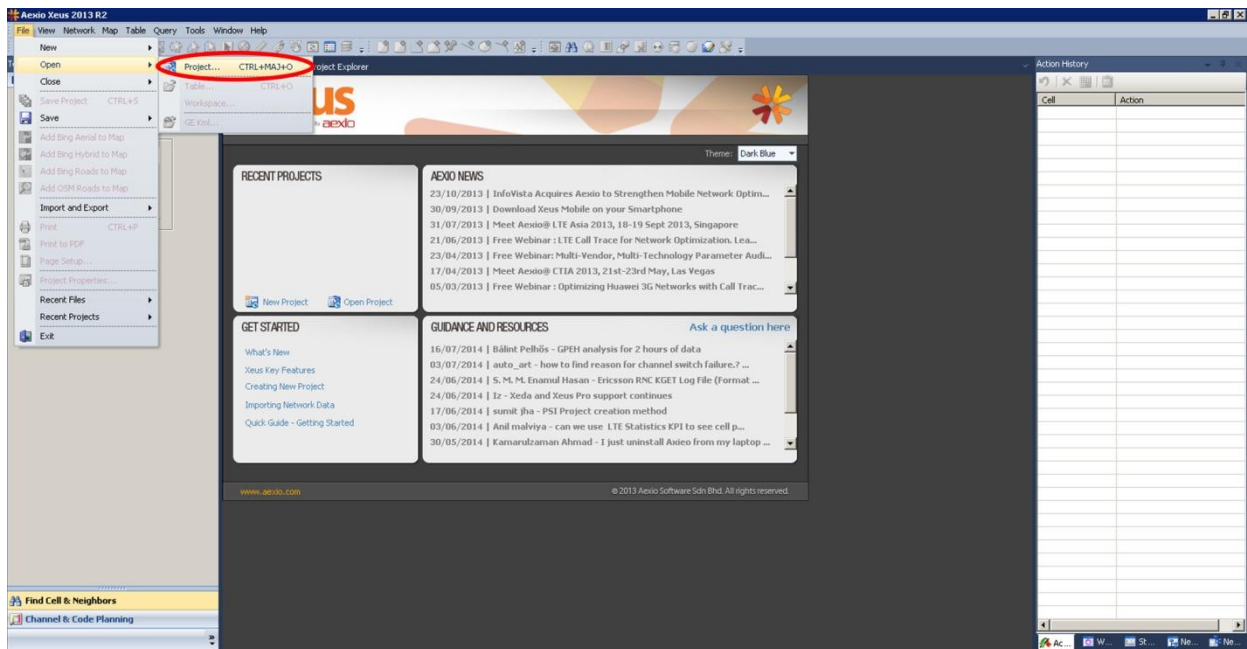 Aexio Xeus 2013 R2
File View Network Map Table Query Tools Window Help
New
Open
Close
Save Project CTRL+S
Save
Add Bing Aerial to Map
Add Bing Hybrid to Map
Add Bing Roads to Map
Add OSM Roads to Map
Import and Export
Print CTRL+P
Print to PDF
Page Setup...
Project Properties...
Recent Files
Recent Projects
Exit
Project... CTRL+MAJ+O
Table... CTRL+O
Workspace...
GE Kml...
roject Explorer
eus
aexio
Theme: Dark Blue
RECENT PROJECTS
New Project Open Project
AEXIO NEWS
23/10/2013 | InfoVista Acquires Aexio to Strengthen Mobile Network Optim...
30/09/2013 | Download Xeus Mobile on your Smartphone
31/07/2013 | Meet Aexio@ LTE Asia 2013, 18-19 Sept 2013, Singapore
21/06/2013 | Free Webinar : LTE Call Trace for Network Optimization. Lea...
23/04/2013 | Free Webinar: Multi-Vendor, Multi-Technology Parameter Audi...
17/04/2013 | Meet Aexio@ CTIA 2013, 21st-23rd May, Las Vegas
05/03/2013 | Free Webinar : Optimizing Huawei 3G Networks with Call Trac...
GET STARTED
What's New
Xeus Key Features
Creating New Project
Importing Network Data
Quick Guide - Getting Started
GUIDANCE AND RESOURCES Ask a question here
16/07/2014 | Bálint Pelhős - GPEH analysis for 2 hours of data
03/07/2014 | auto_art - how to find reason for channel switch failure.? ...
24/06/2014 | S. M. M. Enamul Hasan - Ericsson RNC KGET Log File (Format ...
24/06/2014 | Iz - Xeda and Xeus Pro support continues
17/06/2014 | sumit jha - PSI Project creation method
03/06/2014 | Anil malviya - can we use LTE Statistics KPI to see cell p...
30/05/2014 | Kamarulzaman Ahmad - I just uninstall Axieo from my laptop ...
www.aexio.com © 2013 Aexio Software Sdn Bhd. All rights reserved.
Action History
Cell Action
Find Cell & Neighbors
Channel & Code Planning
Ac... W... St... Ne... Ne...